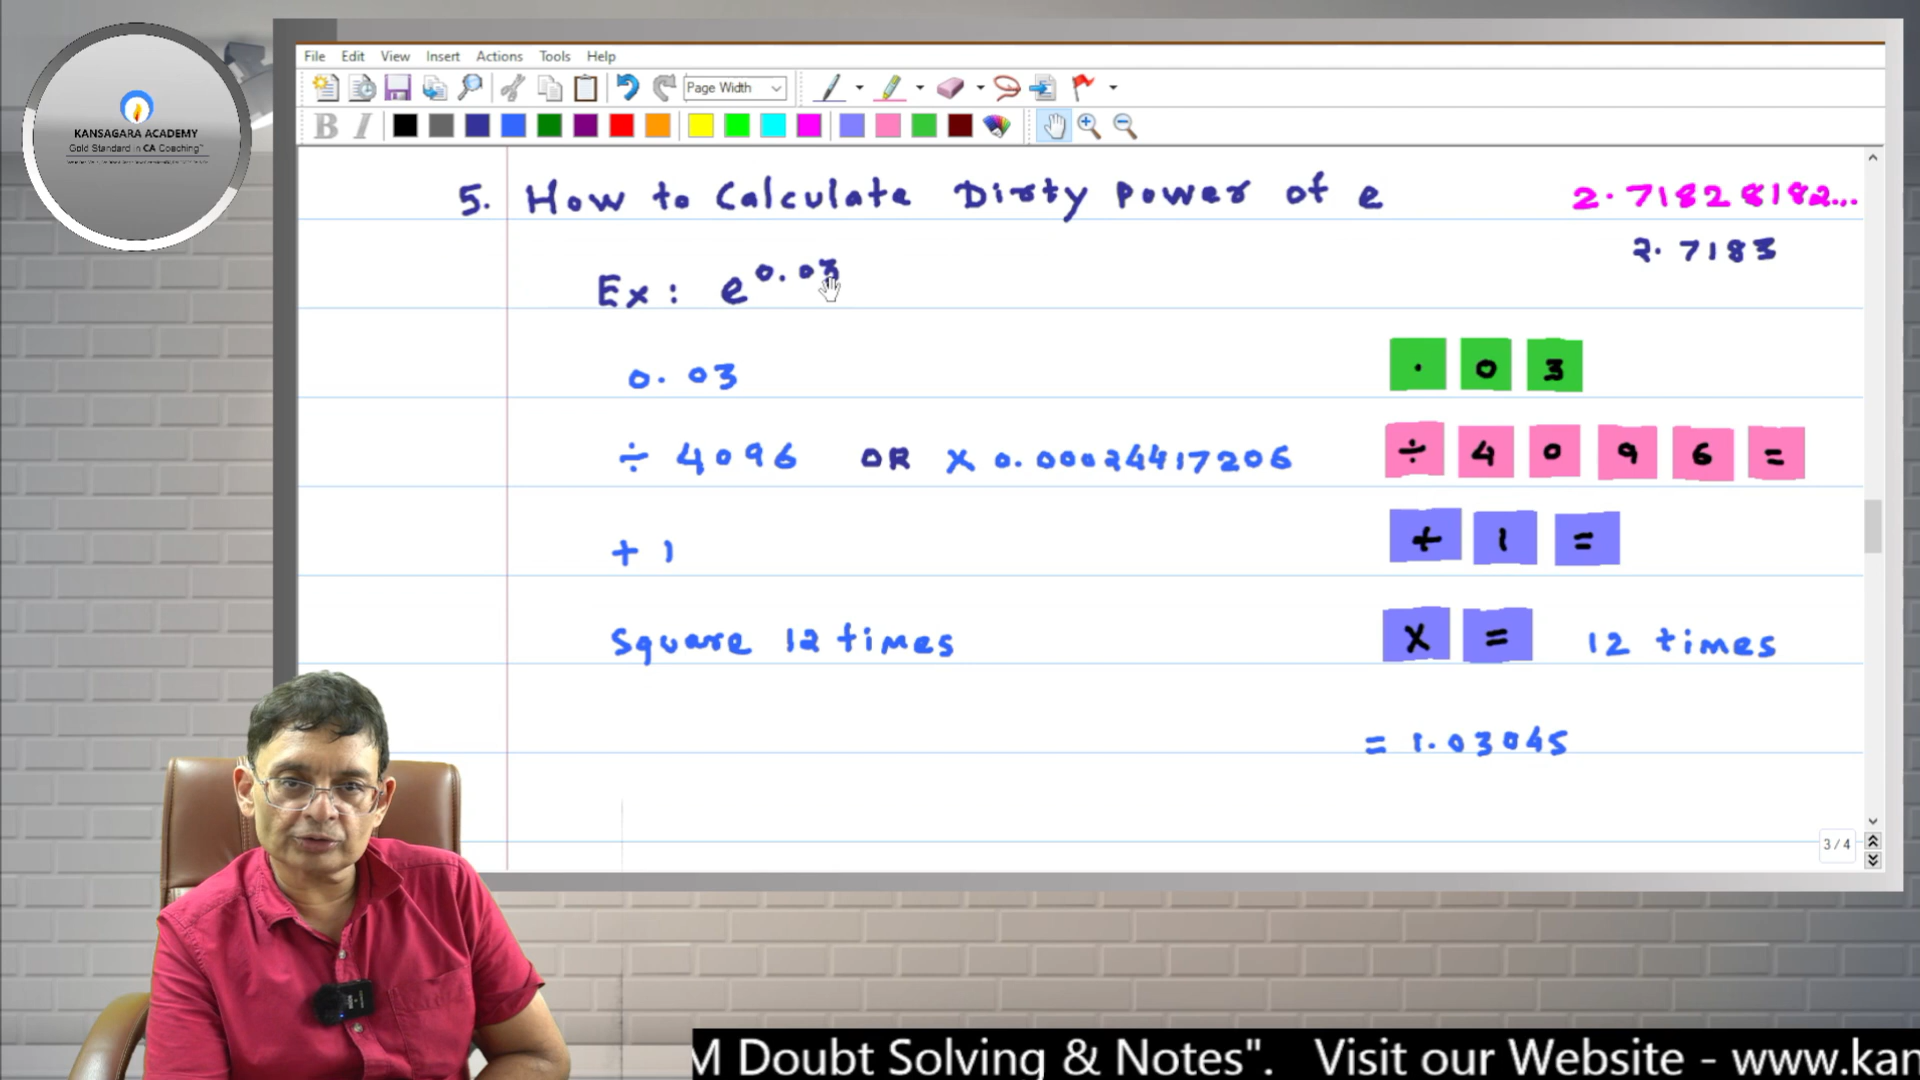 KANSAGARA ACADEMY
Gold Standard in CA Coaching™
File Edit View Insert Actions Tools Help
Page Width
B I
5. How to Calculate Dirty Power of e
2.71828182...
2.7183
Ex: e^0.03
0.03
. 0 3
÷ 4096 OR × 0.00024417206
÷ 4 0 9 6 =
+ 1
+ 1 =
Square 12 times
× = 12 times
= 1.03045
3 / 4
M Doubt Solving & Notes". Visit our Website - www.kan